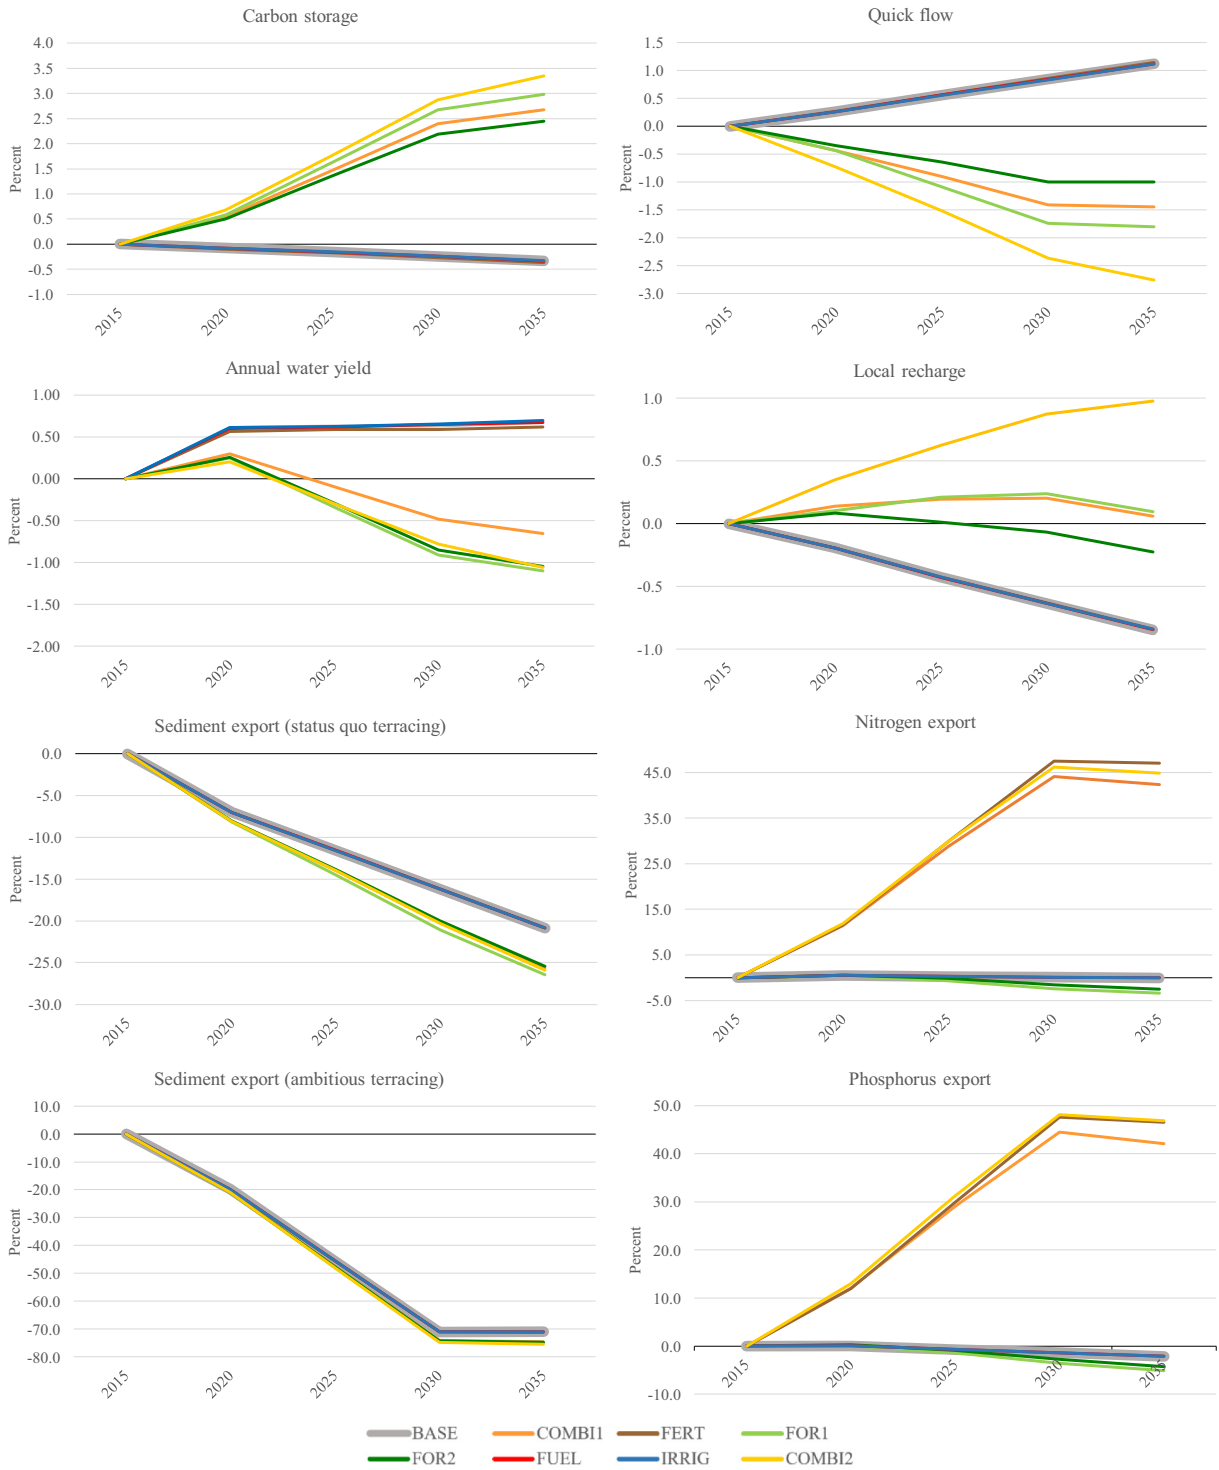 Carbon storage
4.0
3.5
3.0
2.5
2.0
1.5
1.0
0.5
0.0
-0.5
-1.0
Percent
2015 2020 2025 2030 2035
Quick flow
1.5
1.0
0.5
0.0
-0.5
-1.0
-1.5
-2.0
-2.5
-3.0
Percent
2015 2020 2025 2030 2035
Annual water yield
1.00
0.50
0.00
-0.50
-1.00
-1.50
-2.00
Percent
2015 2020 2025 2030 2035
Local recharge
1.0
0.5
0.0
-0.5
-1.0
Percent
2015 2020 2025 2030 2035
Sediment export (status quo terracing)
0.0
-5.0
-10.0
-15.0
-20.0
-25.0
-30.0
Percent
2015 2020 2025 2030 2035
Nitrogen export
45.0
35.0
25.0
15.0
5.0
-5.0
Percent
2015 2020 2025 2030 2035
Sediment export (ambitious terracing)
10.0
0.0
-10.0
-20.0
-30.0
-40.0
-50.0
-60.0
-70.0
-80.0
Percent
2015 2020 2025 2030 2035
Phosphorus export
50.0
40.0
30.0
20.0
10.0
0.0
-10.0
Percent
2015 2020 2025 2030 2035
BASE COMBI1 FERT FOR1
FOR2 FUEL IRRIG COMBI2